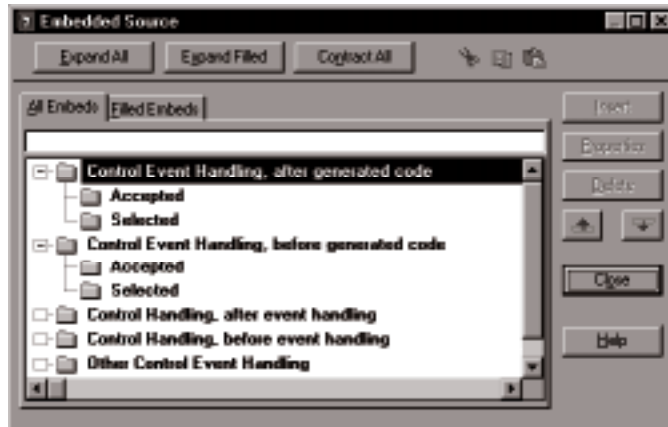 Embedded Source
Expand All Expand Filled Contract All
All Embeds Filled Embeds
Insert
Properties
Delete
Control Event Handling, after generated code
Accepted
Selected
Control Event Handling, before generated code
Accepted
Selected
Control Handling, after event handling
Control Handling, before event handling
Other Control Event Handling
Close
Help